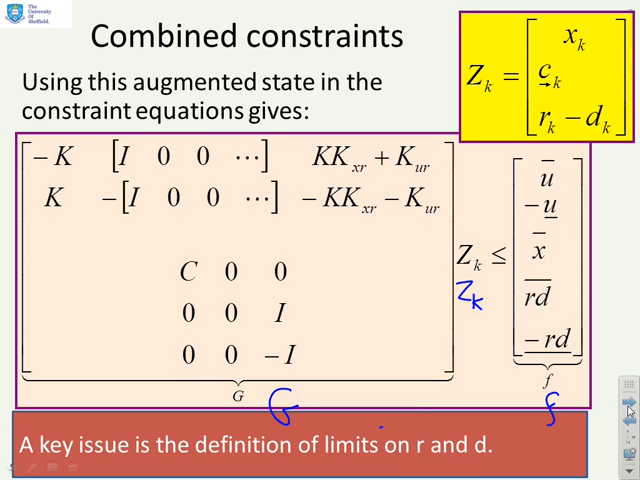 The University Of Sheffield.
Combined constraints
Using this augmented state in the
constraint equations gives:
Z_k = [ x_k ; c_k ; r_k − d_k ]
− K [I 0 0 ⋯] KK_xr + K_ur
K − [I 0 0 ⋯] − KK_xr − K_ur
C 0 0
0 0 I
0 0 − I
Z_k ≤ [ u̅ ; − u̲ ; x̅ ; r̅d̅ ; − r̲d̲ ]
Z_k
G
f
G
f
A key issue is the definition of limits on r and d.